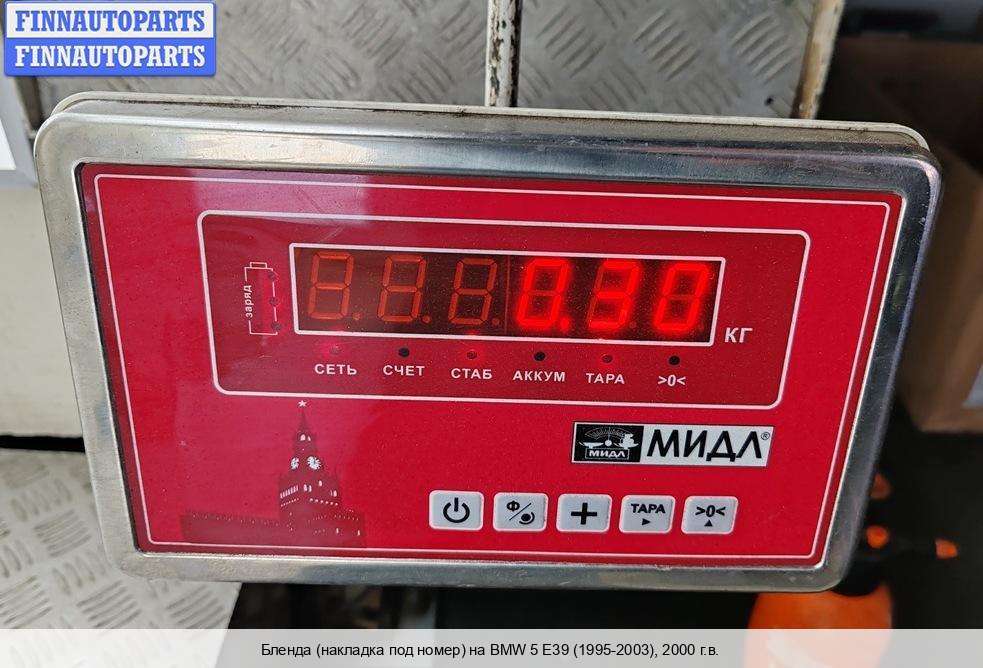 FINNAUTOPARTS
FINNAUTOPARTS
заряд
0.30
КГ
СЕТЬ СЧЕТ СТАБ АККУМ ТАРА >0<
МИДЛ МИДЛ®
Ф ТАРА >0<
Бленда (накладка под номер) на BMW 5 E39 (1995-2003), 2000 г.в.